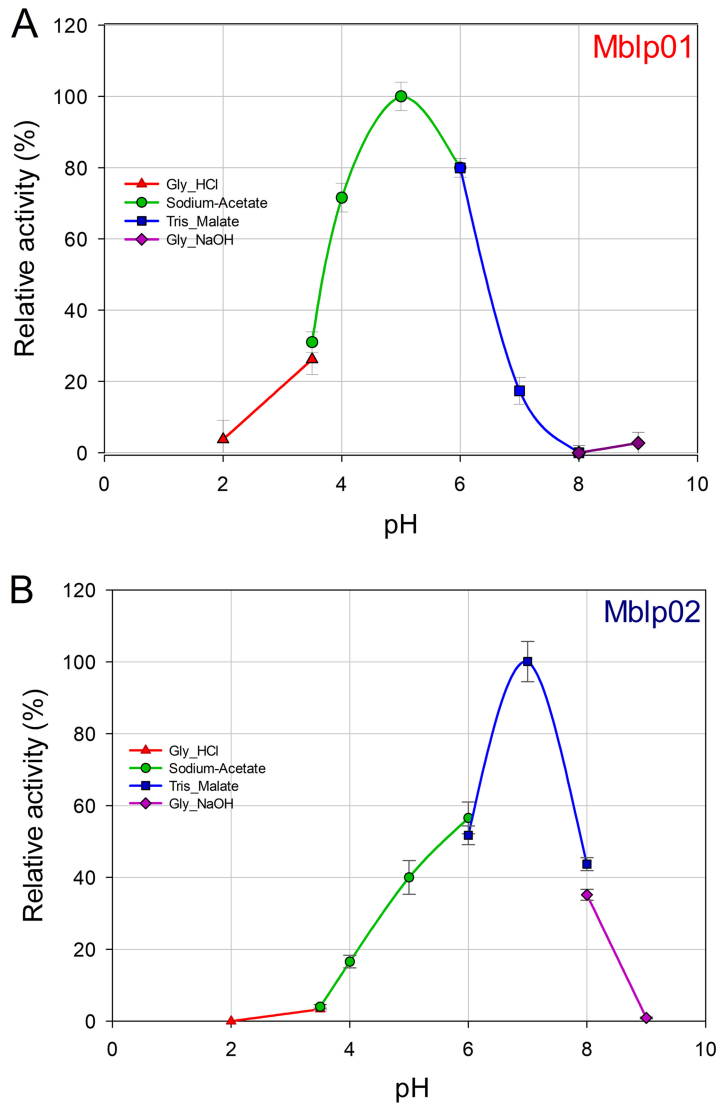 A
Mblp01
120
100
80
60
40
20
0
Relative activity (%)
Gly_HCl
Sodium-Acetate
Tris_Malate
Gly_NaOH
0 2 4 6 8 10
pH
B
Mblp02
120
100
80
60
40
20
0
Relative activity (%)
Gly_HCl
Sodium-Acetate
Tris_Malate
Gly_NaOH
0 2 4 6 8 10
pH